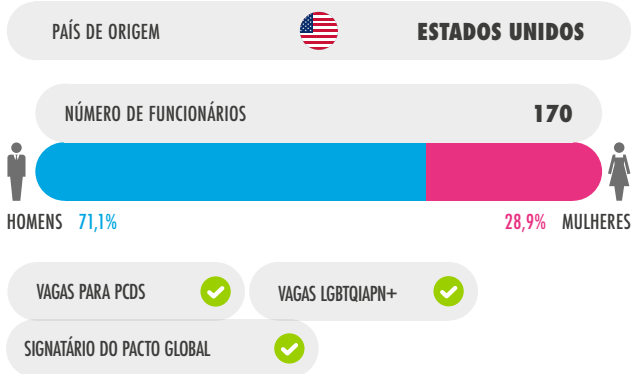 PAÍS DE ORIGEM ESTADOS UNIDOS
NÚMERO DE FUNCIONÁRIOS 170
HOMENS 71,1% 28,9% MULHERES
VAGAS PARA PCDS VAGAS LGBTQIAPN+
SIGNATÁRIO DO PACTO GLOBAL